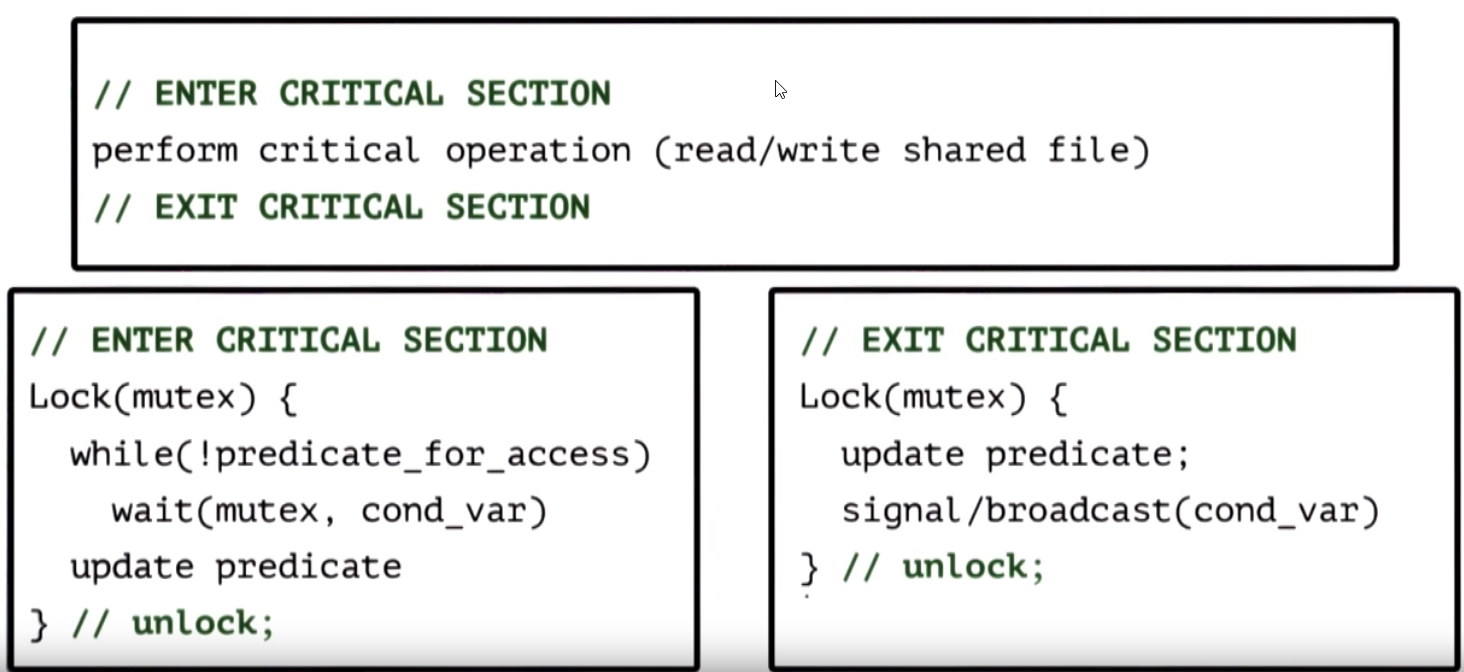 // ENTER CRITICAL SECTION
perform critical operation (read/write shared file)
// EXIT CRITICAL SECTION
// ENTER CRITICAL SECTION
Lock(mutex) {
while(!predicate_for_access)
wait(mutex, cond_var)
update predicate
} // unlock;
// EXIT CRITICAL SECTION
Lock(mutex) {
update predicate;
signal/broadcast(cond_var)
} // unlock;